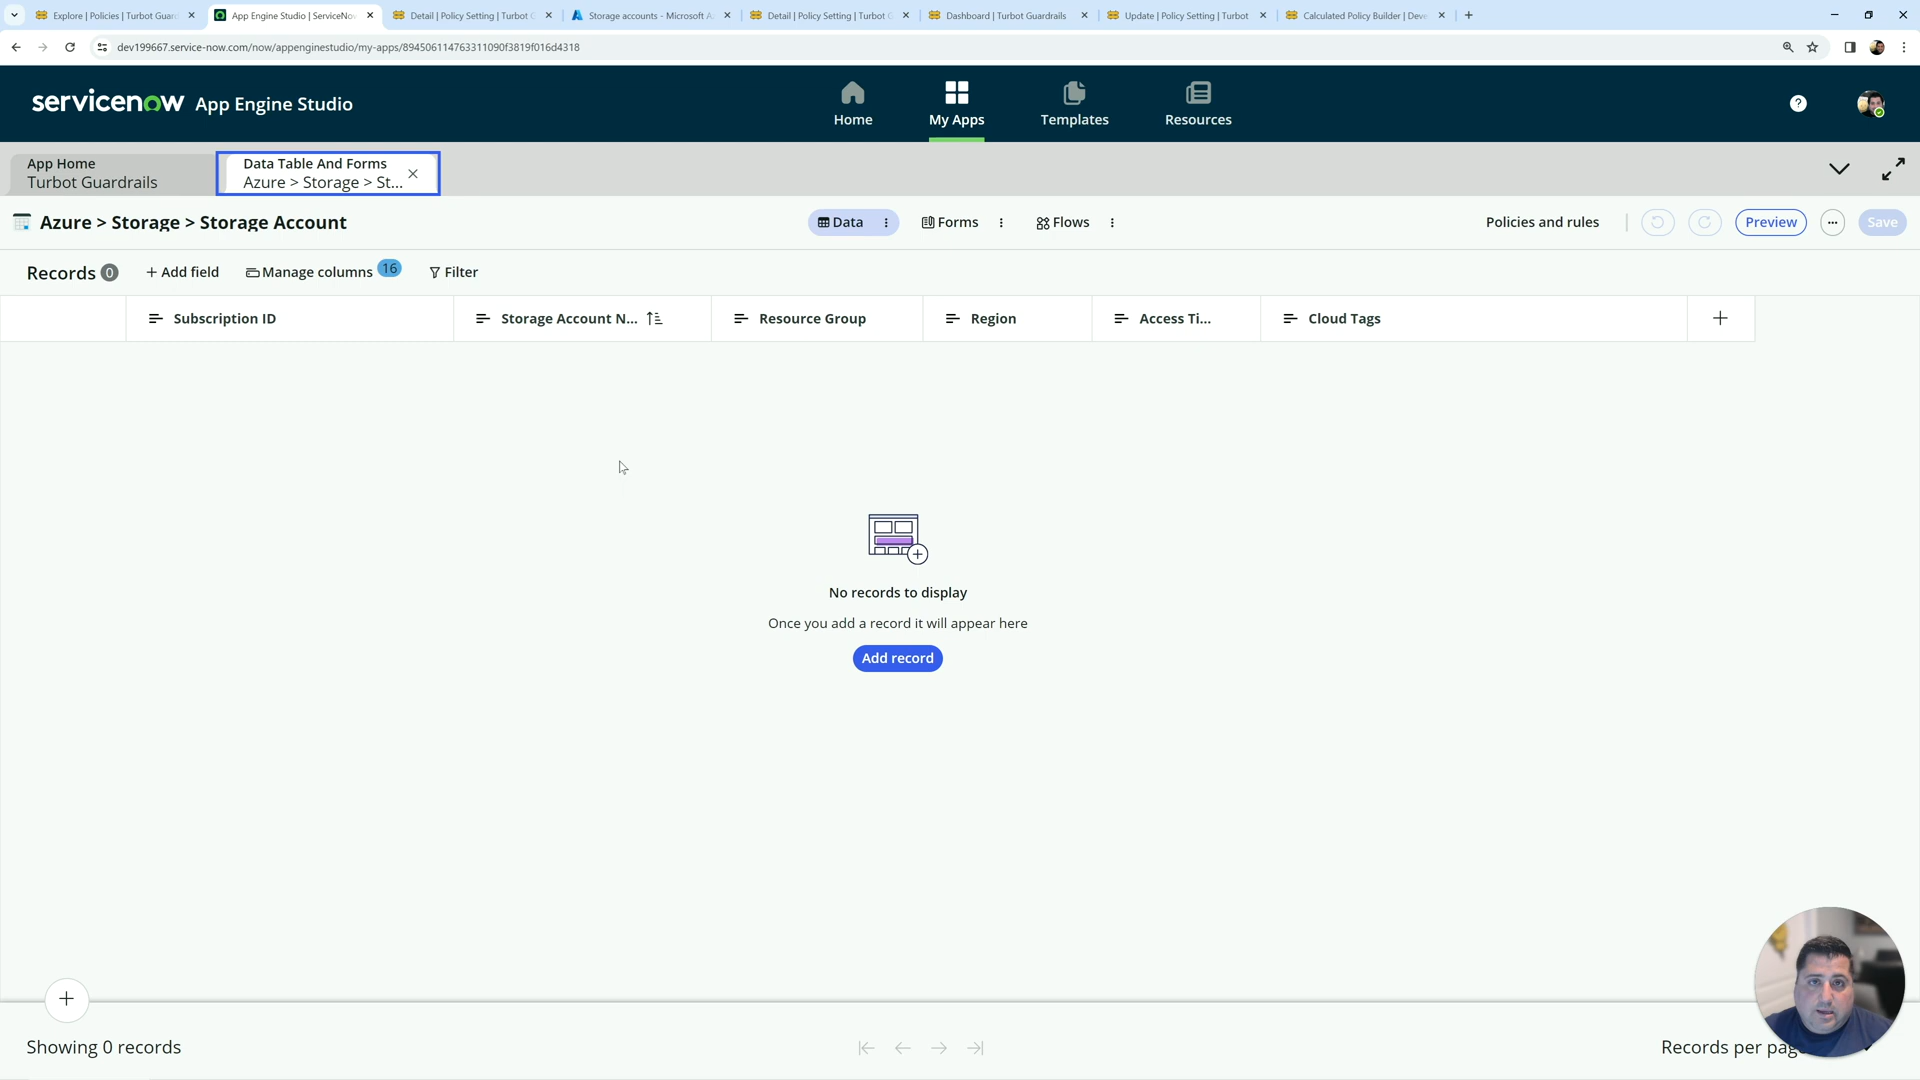 Explore | Policies | Turbot Guar
App Engine Studio | ServiceNo
Detail | Policy Setting | Turbot
Storage accounts - Microsoft A
Detail | Policy Setting | Turbot
Dashboard | Turbot Guardrails
Update | Policy Setting | Turbot
Calculated Policy Builder | Deve
dev199667.service-now.com/now/appenginestudio/my-apps/894506114763311090f3819f016d4318
servicenow App Engine Studio
Home
My Apps
Templates
Resources
App Home
Turbot Guardrails
Data Table And Forms
Azure > Storage > St...
Azure > Storage > Storage Account
Data
Forms
Flows
Policies and rules
Preview
Save
Records 0
+ Add field
Manage columns 16
Filter
Subscription ID
Storage Account N...
Resource Group
Region
Access Ti...
Cloud Tags
No records to display
Once you add a record it will appear here
Add record
Showing 0 records
Records per pag